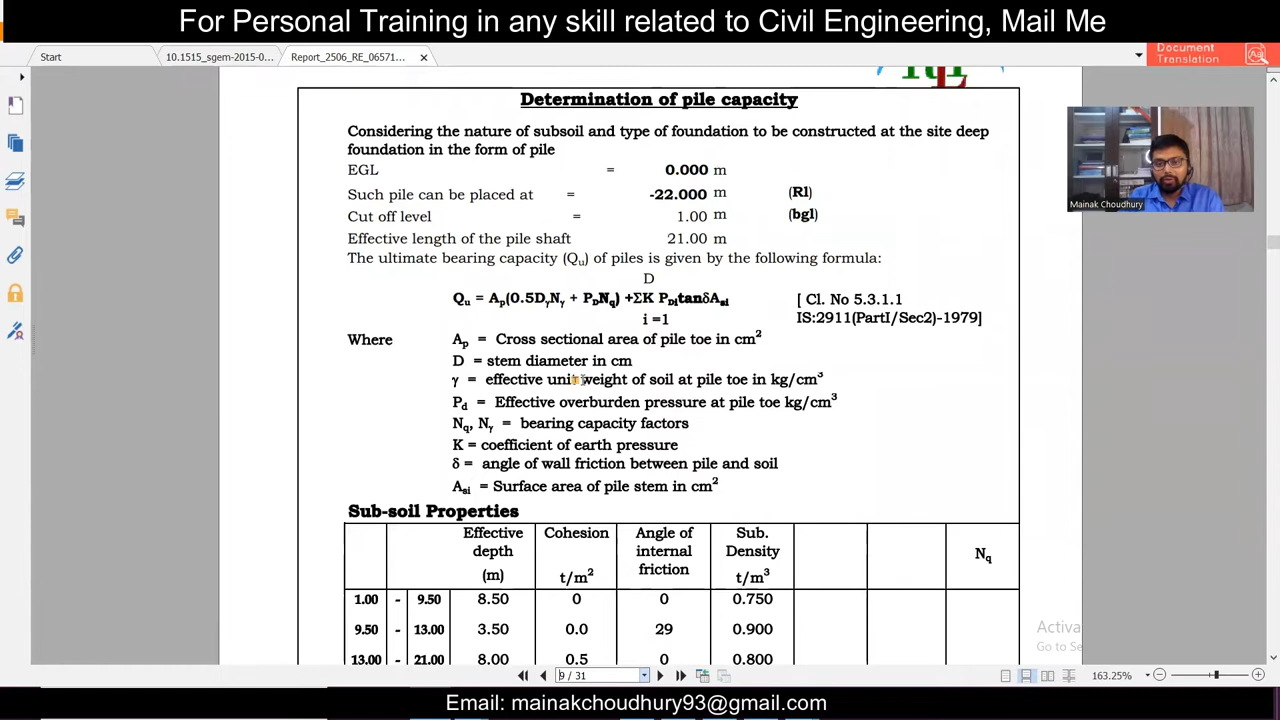 For Personal Training in any skill related to Civil Engineering, Mail Me
Start
10.1515_sgem-2015-0...
Report_2506_RE_06571...
Document
Translation
Determination of pile capacity
Considering the nature of subsoil and type of foundation to be constructed at the site deep
foundation in the form of pile
EGL = 0.000 m
Such pile can be placed at = -22.000 m (Rl)
Cut off level = 1.00 m (bgl)
Effective length of the pile shaft 21.00 m
The ultimate bearing capacity (Qu) of piles is given by the following formula:
D
Qu = Ap(0.5DγNγ + PDNq) +ΣK PDitanδAsi [ Cl. No 5.3.1.1
i =1 IS:2911(PartI/Sec2)-1979]
Where Ap = Cross sectional area of pile toe in cm2
D = stem diameter in cm
γ = effective unit weight of soil at pile toe in kg/cm3
Pd = Effective overburden pressure at pile toe kg/cm3
Nq, Nγ = bearing capacity factors
K = coefficient of earth pressure
δ = angle of wall friction between pile and soil
Asi = Surface area of pile stem in cm2
Sub-soil Properties
Effective Cohesion Angle of Sub.
depth internal Density Nq
(m) t/m2 friction t/m3
1.00 - 9.50 8.50 0 0 0.750
9.50 - 13.00 3.50 0.0 29 0.900
13.00 - 21.00 8.00 0.5 0 0.800
Mainak Choudhury
Activa
Go to Se
9 / 31
163.25%
Email: mainakchoudhury93@gmail.com